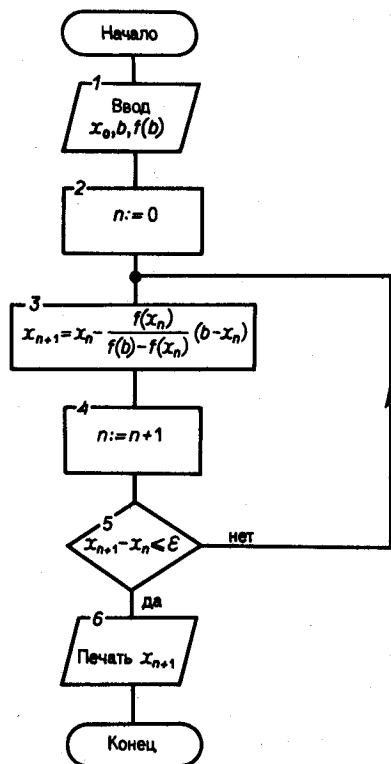 Начало
1
Ввод
x₀, b, f(b)
2
n:=0
3
xₙ₊₁=xₙ- f(xₙ)/(f(b)-f(xₙ)) (b-xₙ)
4
n:=n+1
5
xₙ₊₁-xₙ⩽ε
нет
да
6
Печать xₙ₊₁
Конец